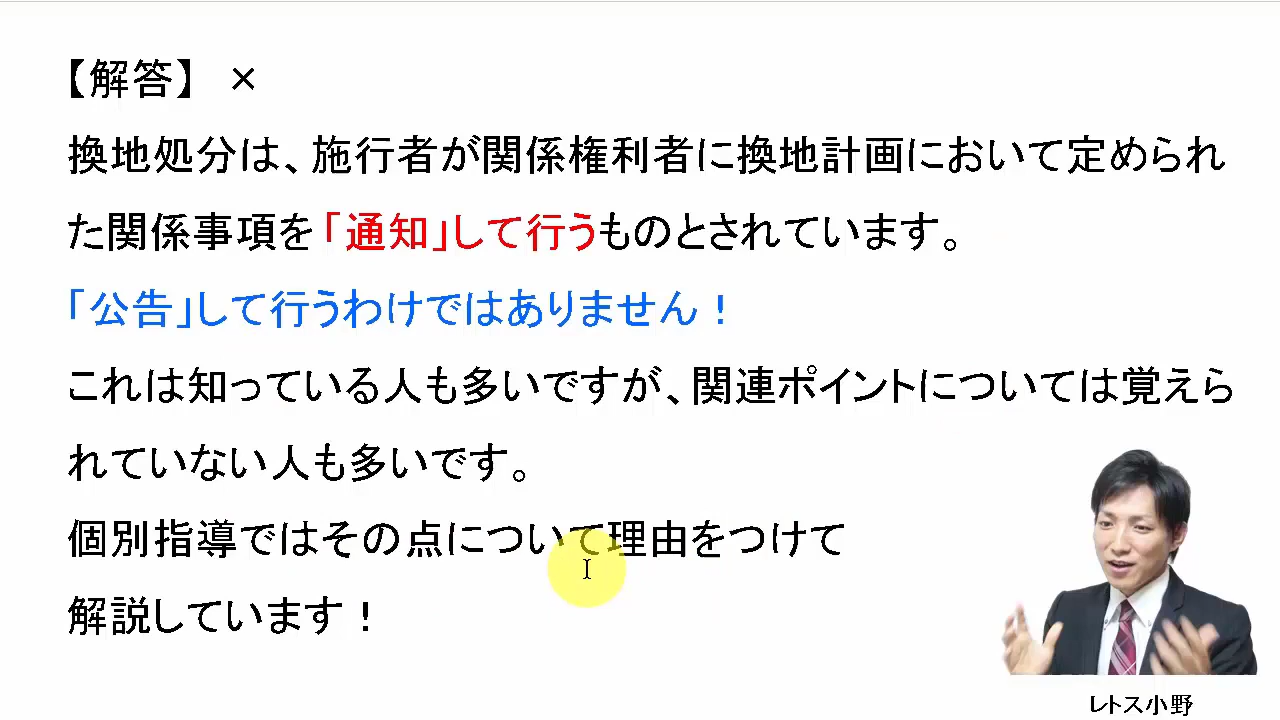 【解答】 ×
換地処分は、施行者が関係権利者に換地計画において定められ
た関係事項を「通知」して行うものとされています。
「公告」して行うわけではありません！
これは知っている人も多いですが、関連ポイントについては覚えら
れていない人も多いです。
個別指導ではその点について理由をつけて
解説しています！
レトス小野